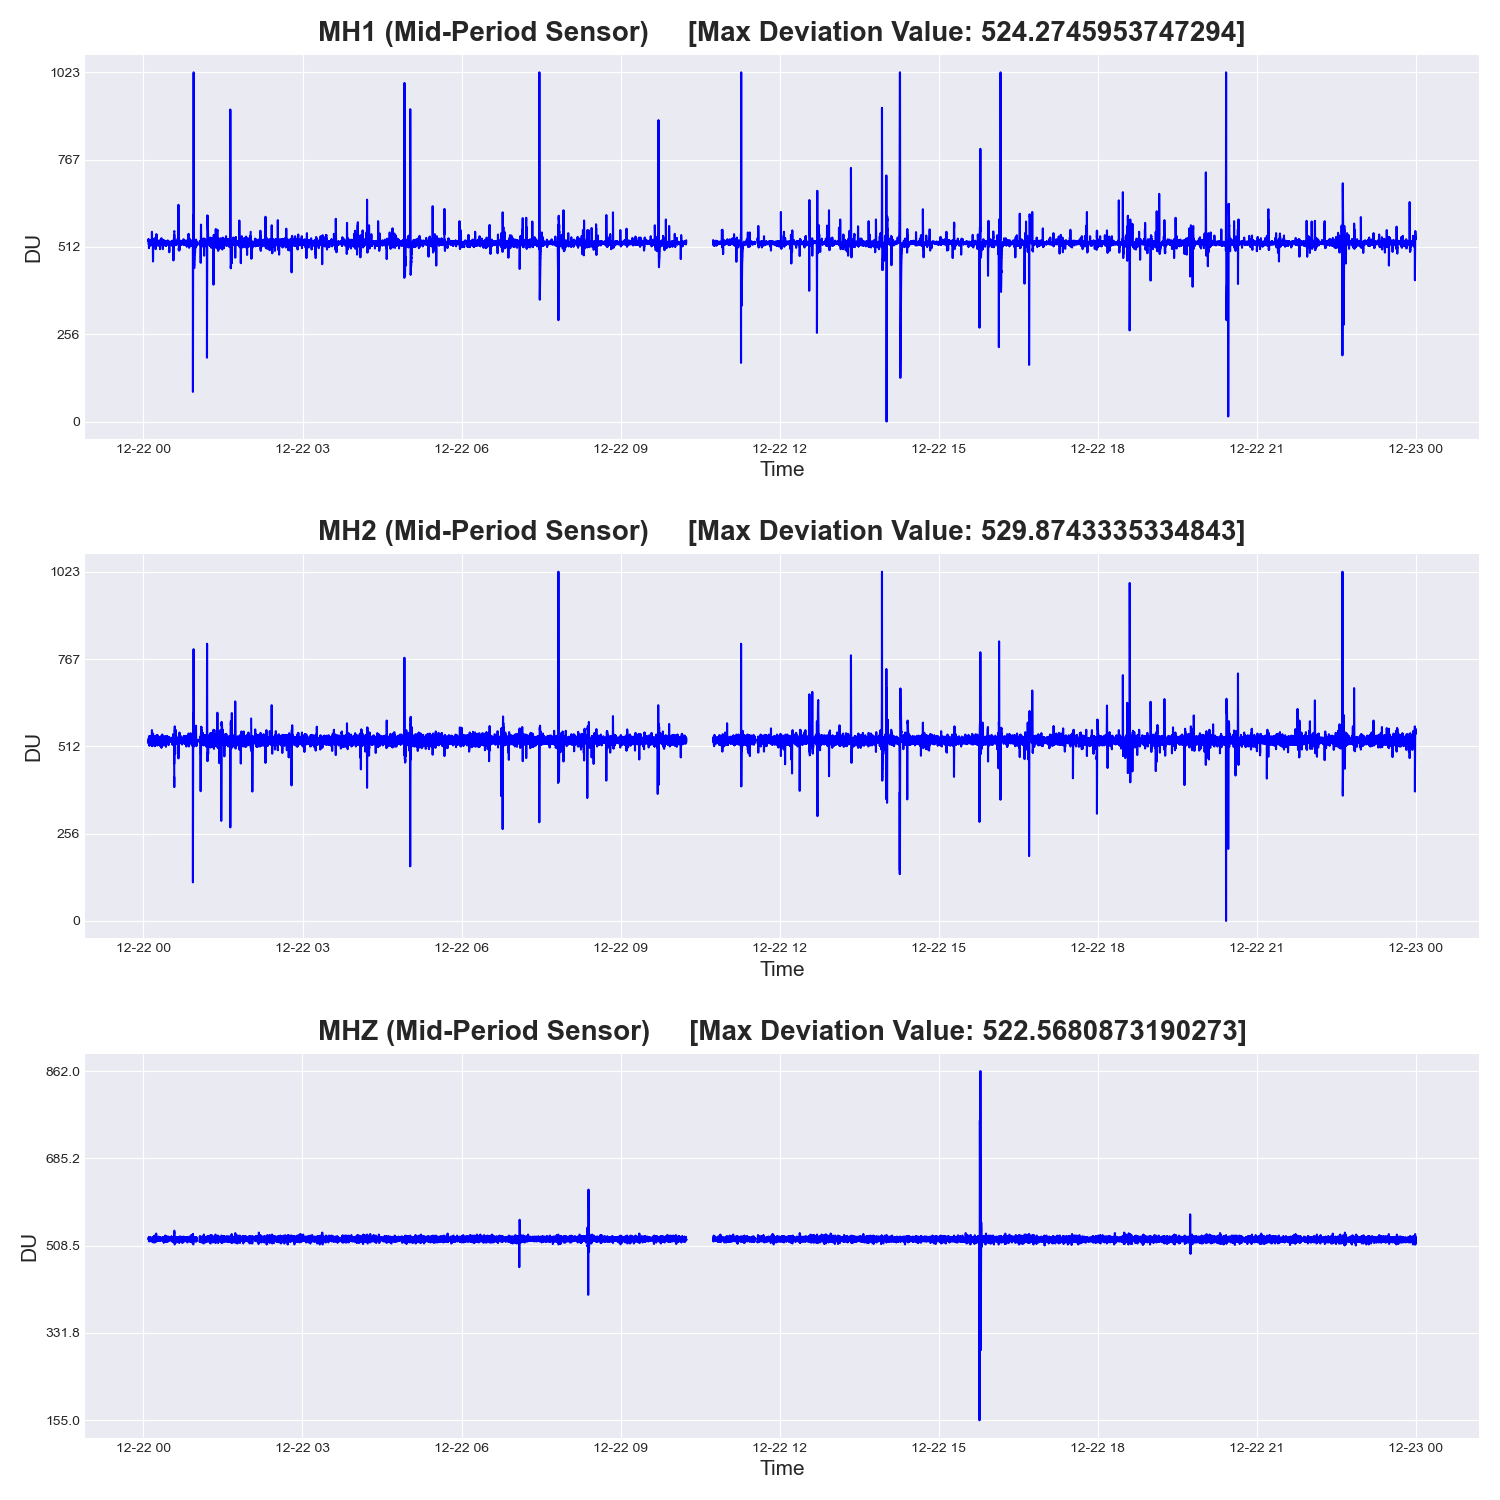 MH1 (Mid-Period Sensor) [Max Deviation Value: 524.2745953747294]
1023
767
512
256
0
DU
12-22 00 12-22 03 12-22 06 12-22 09 12-22 12 12-22 15 12-22 18 12-22 21 12-23 00
Time
MH2 (Mid-Period Sensor) [Max Deviation Value: 529.8743335334843]
1023
767
512
256
0
DU
12-22 00 12-22 03 12-22 06 12-22 09 12-22 12 12-22 15 12-22 18 12-22 21 12-23 00
Time
MHZ (Mid-Period Sensor) [Max Deviation Value: 522.5680873190273]
862.0
685.2
508.5
331.8
155.0
DU
12-22 00 12-22 03 12-22 06 12-22 09 12-22 12 12-22 15 12-22 18 12-22 21 12-23 00
Time